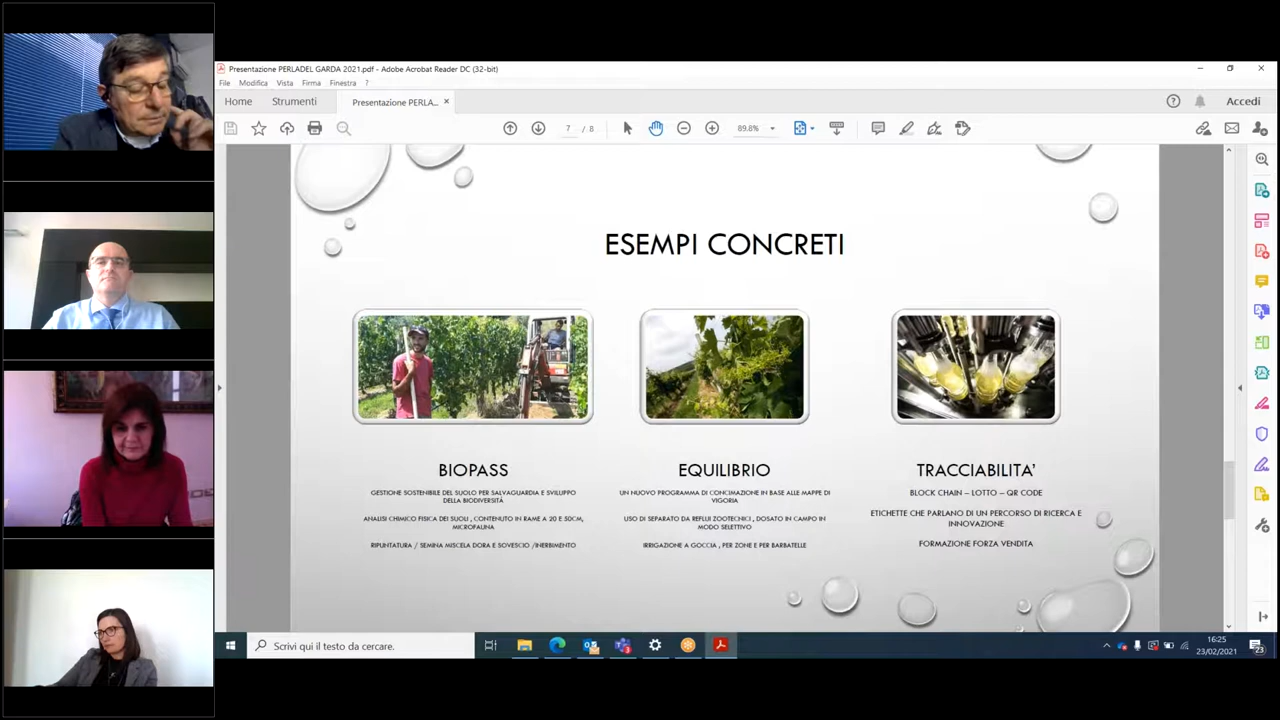 Presentazione PERLADEL GARDA 2021.pdf - Adobe Acrobat Reader DC (32-bit)
File Modifica Vista Firma Finestra ?
Home Strumenti Presentazione PERLA... × Accedi
7 / 8 89,8%
ESEMPI CONCRETI
BIOPASS
GESTIONE SOSTENIBILE DEL SUOLO PER SALVAGUARDIA E SVILUPPO
DELLA BIODIVERSITÀ
ANALISI CHIMICO FISICA DEI SUOLI , CONTENUTO IN RAME A 20 E 50CM,
MICROPALINA
RIPUNTATURA / SEMINA MISCELA DORA E SOVESCIO /INERBIMENTO
EQUILIBRIO
UN NUOVO PROGRAMMA DI CONCIMAZIONE IN BASE ALLE MAPPE DI
VIGORIA
USO DI SEPARATO DA REFLUI ZOOTECNICI , DOSATO IN CAMPO IN
MODO SELETTIVO
IRRIGAZIONE A GOCCIA , PER ZONE E PER BARBATELLE
TRACCIABILITA'
BLOCK CHAIN – LOTTO – QR CODE
ETICHETTE CHE PARLANO DI UN PERCORSO DI RICERCA E
INNOVAZIONE
FORMAZIONE FORZA VENDITA
Scrivi qui il testo da cercare.
16:25
23/02/2021
23